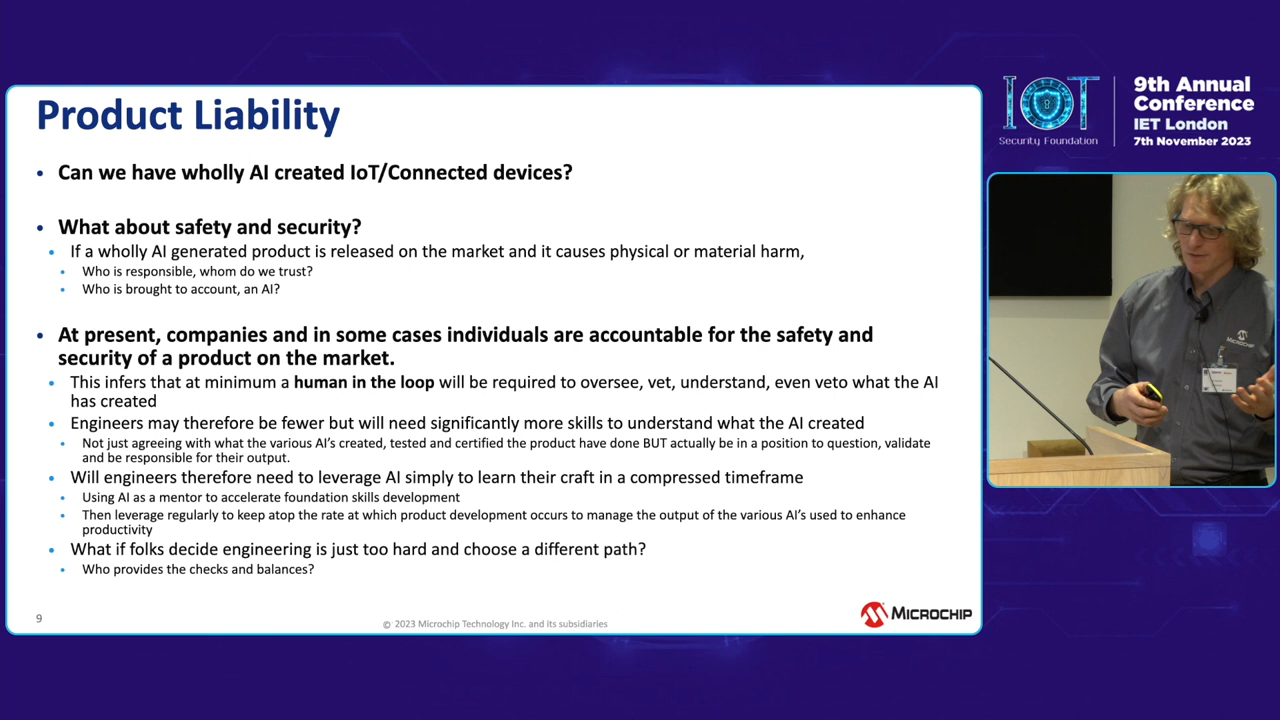 Product Liability
• Can we have wholly AI created IoT/Connected devices?
• What about safety and security?
• If a wholly AI generated product is released on the market and it causes physical or material harm,
• Who is responsible, whom do we trust?
• Who is brought to account, an AI?
• At present, companies and in some cases individuals are accountable for the safety and
security of a product on the market.
• This infers that at minimum a human in the loop will be required to oversee, vet, understand, even veto what the AI
has created
• Engineers may therefore be fewer but will need significantly more skills to understand what the AI created
• Not just agreeing with what the various AI's created, tested and certified the product have done BUT actually be in a position to question, validate
and be responsible for their output.
• Will engineers therefore need to leverage AI simply to learn their craft in a compressed timeframe
• Using AI as a mentor to accelerate foundation skills development
• Then leverage regularly to keep atop the rate at which product development occurs to manage the output of the various AI's used to enhance
productivity
• What if folks decide engineering is just too hard and choose a different path?
• Who provides the checks and balances?
9
© 2023 Microchip Technology Inc. and its subsidiaries
MICROCHIP
IOT
Security Foundation
9th Annual
Conference
IET London
7th November 2023
MICROCHIP